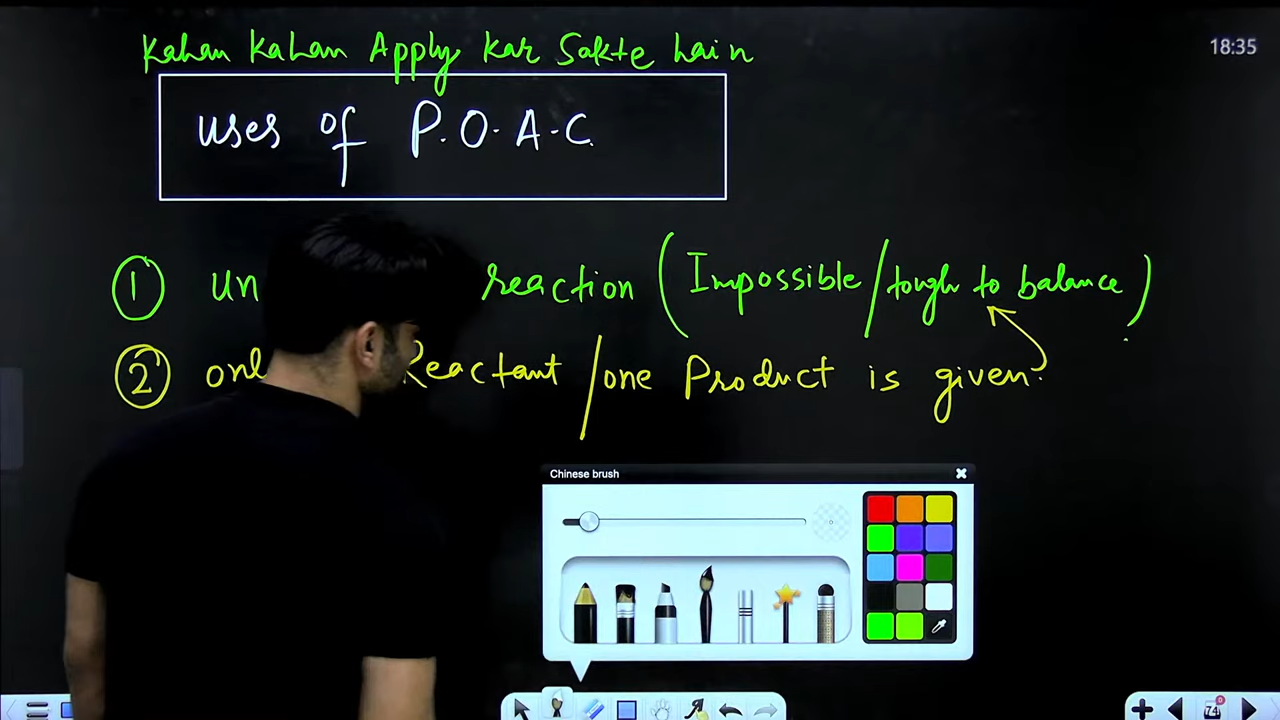 Kahan Kahan Apply Kar Sakte hain
18:35
uses of P.O.A.C.
① un reaction (Impossible/tough to balance)
② Reactant/one Product is given.
Chinese brush
74